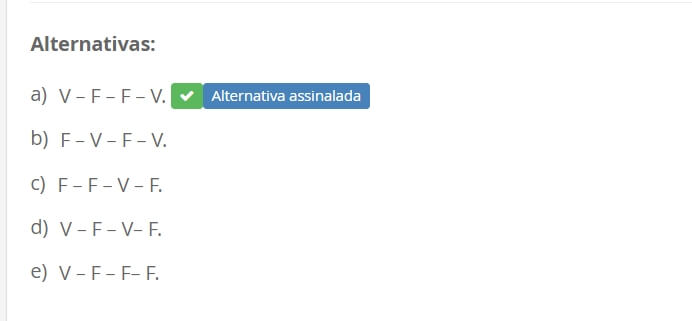 Alternativas:
a) V – F – F – V. Alternativa assinalada
b) F – V – F – V.
c) F – F – V – F.
d) V – F – V– F.
e) V – F – F– F.